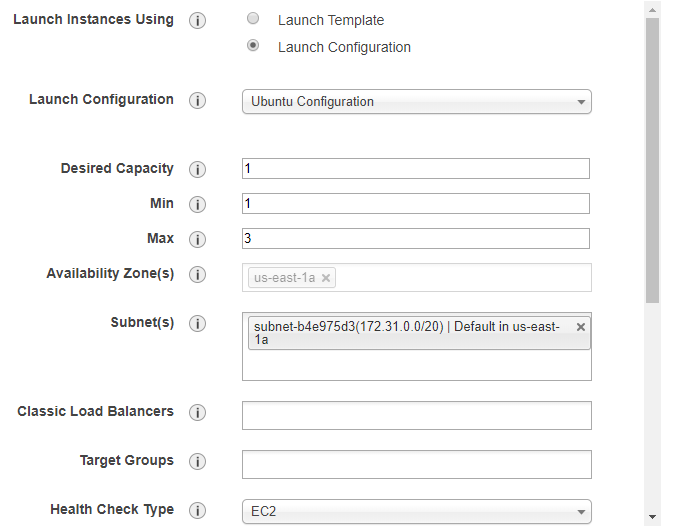 Launch Instances Using i Launch Template
Launch Configuration
Launch Configuration i Ubuntu Configuration
Desired Capacity i 1
Min i 1
Max i 3
Availability Zone(s) i us-east-1a ×
Subnet(s) i subnet-b4e975d3(172.31.0.0/20) | Default in us-east- ×
1a
Classic Load Balancers i
Target Groups i
Health Check Type i EC2